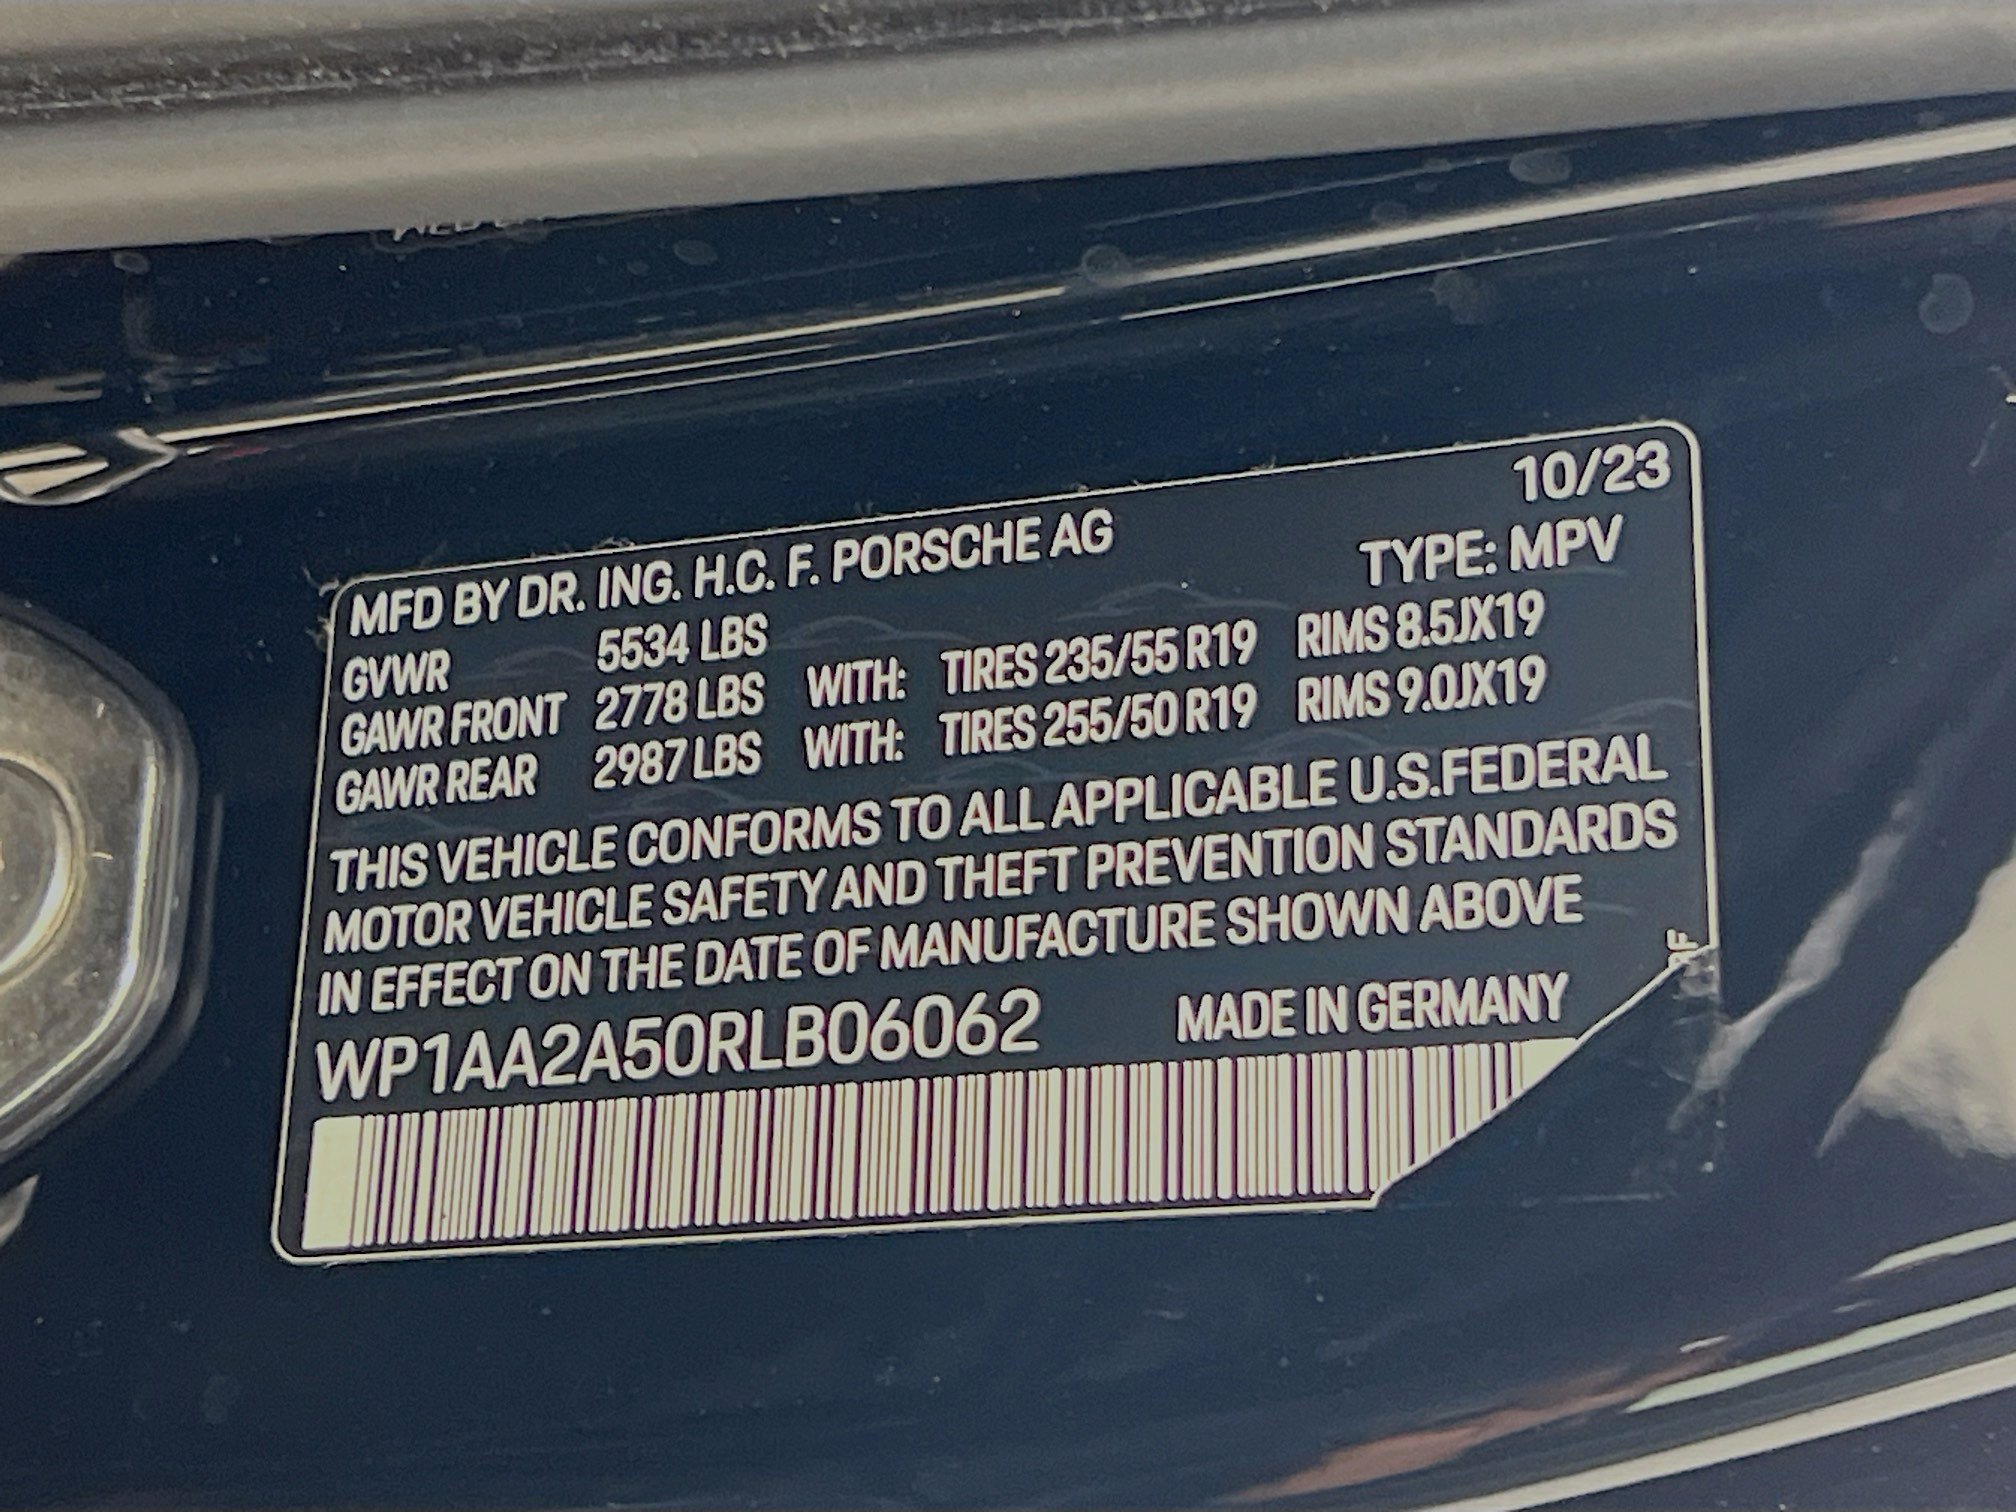 10/23
MFD BY DR. ING. H.C. F. PORSCHE AG TYPE: MPV
GVWR 5534 LBS
GAWR FRONT 2778 LBS WITH: TIRES 235/55 R19 RIMS 8.5JX19
GAWR REAR 2987 LBS WITH: TIRES 255/50 R19 RIMS 9.0JX19
THIS VEHICLE CONFORMS TO ALL APPLICABLE U.S.FEDERAL
MOTOR VEHICLE SAFETY AND THEFT PREVENTION STANDARDS
IN EFFECT ON THE DATE OF MANUFACTURE SHOWN ABOVE
WP1AA2A50RLB06062 MADE IN GERMANY